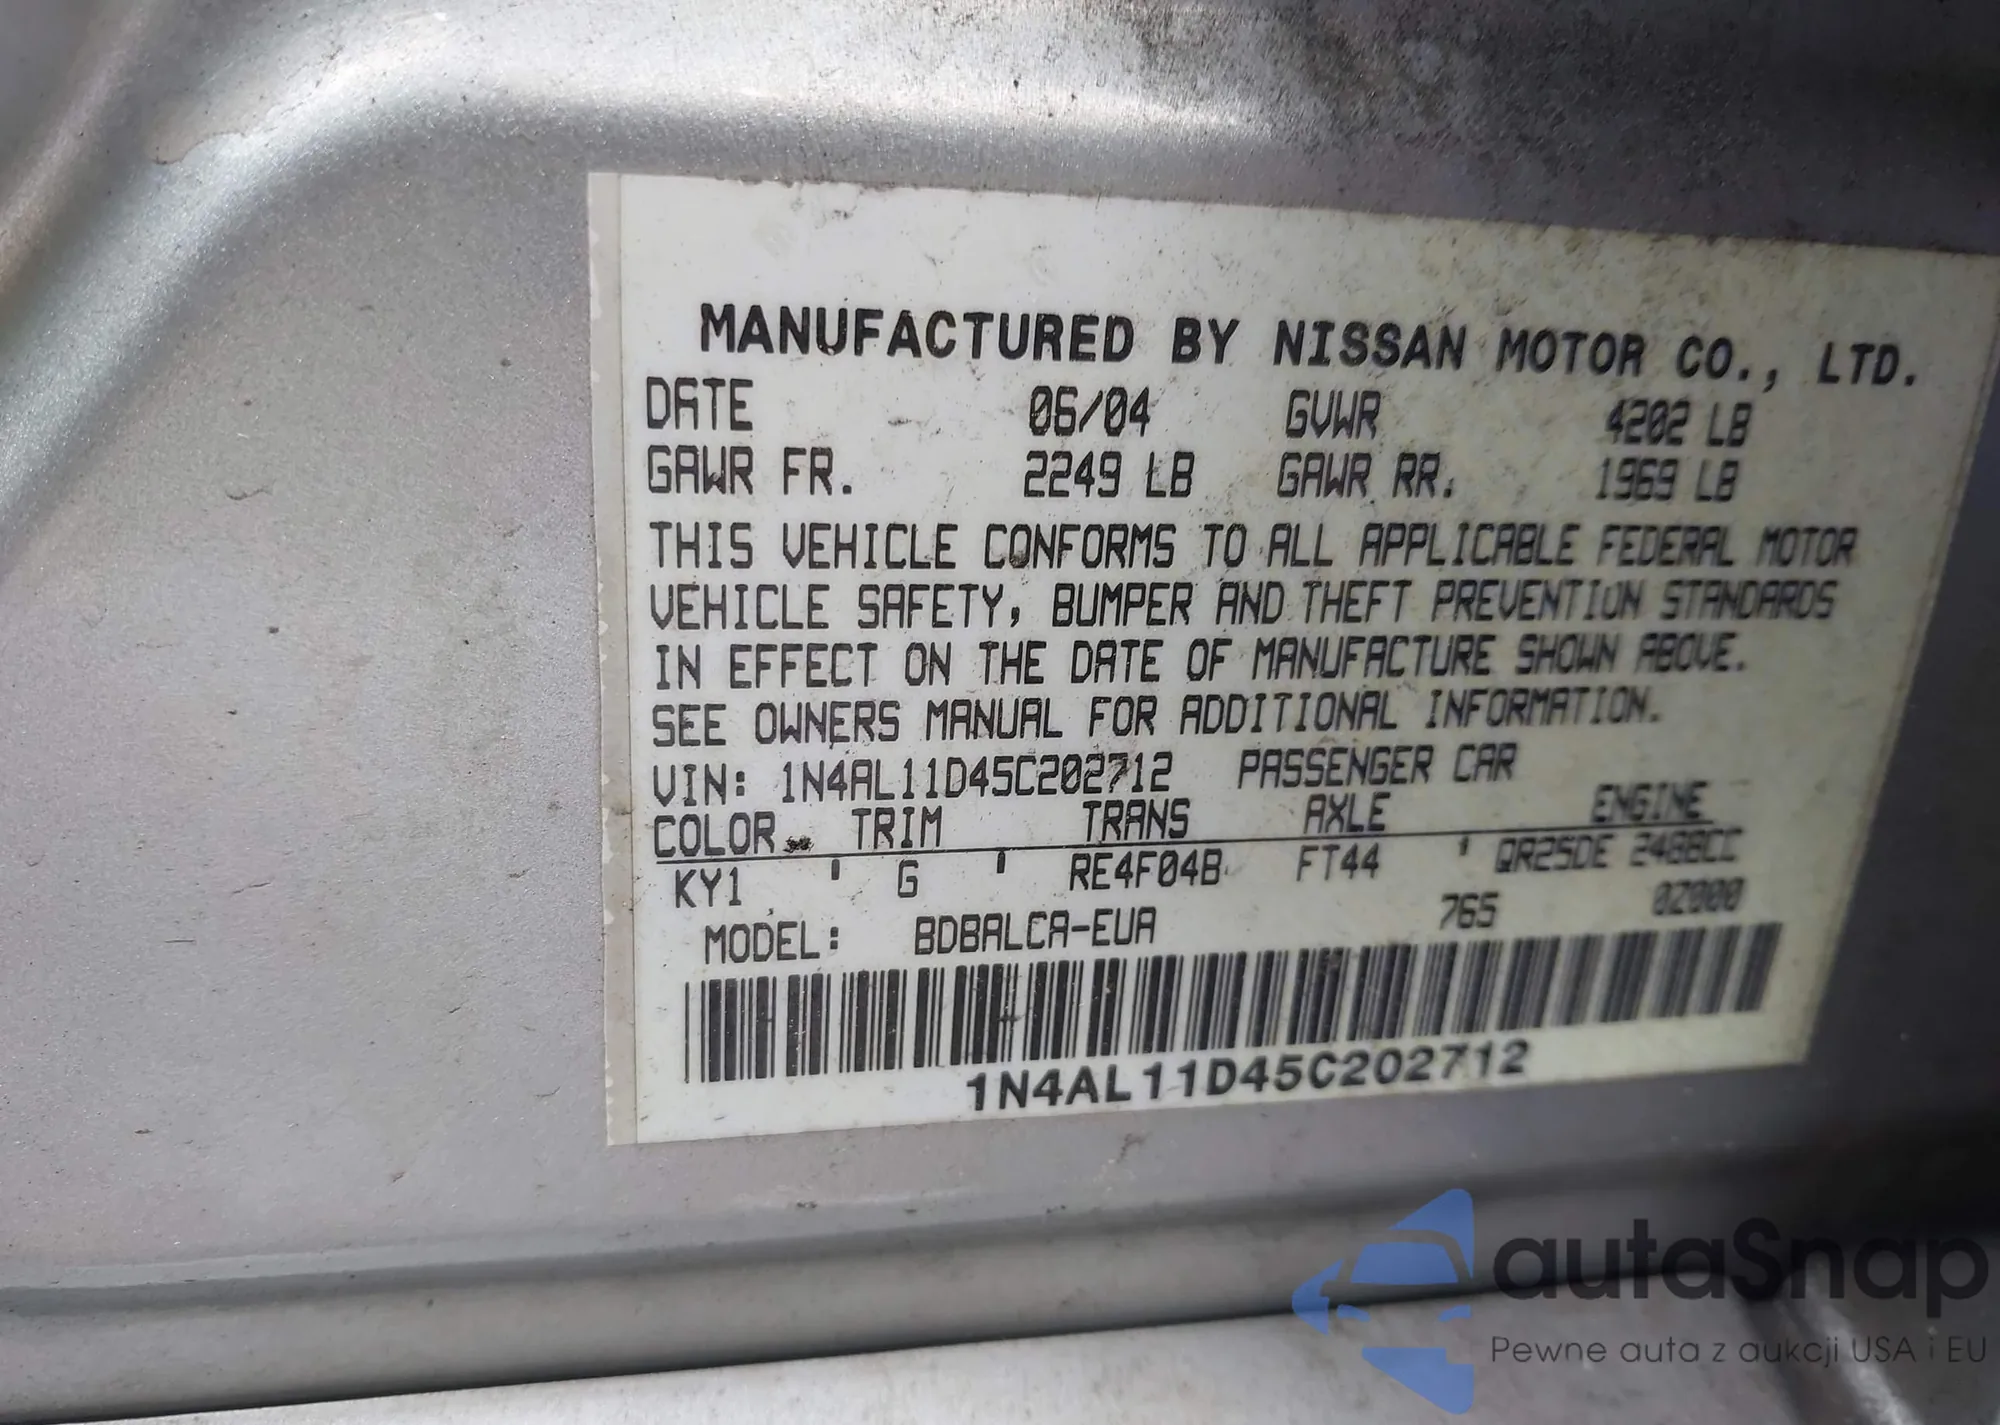 MANUFACTURED BY NISSAN MOTOR CO., LTD.
DATE 06/04 GVWR 4202 LB
GAWR FR. 2249 LB GAWR RR. 1969 LB
THIS VEHICLE CONFORMS TO ALL APPLICABLE FEDERAL MOTOR
VEHICLE SAFETY, BUMPER AND THEFT PREVENTION STANDARDS
IN EFFECT ON THE DATE OF MANUFACTURE SHOWN ABOVE.
SEE OWNERS MANUAL FOR ADDITIONAL INFORMATION.
VIN: 1N4AL11D45C202712 PASSENGER CAR
COLOR TRIM TRANS AXLE ENGINE
KY1 G RE4F04B FT44 QR25DE 2488CC
MODEL: BDBALCA-EUA 765 02000
1N4AL11D45C202712
autaSnap
Pewne auta z aukcji USA i EU